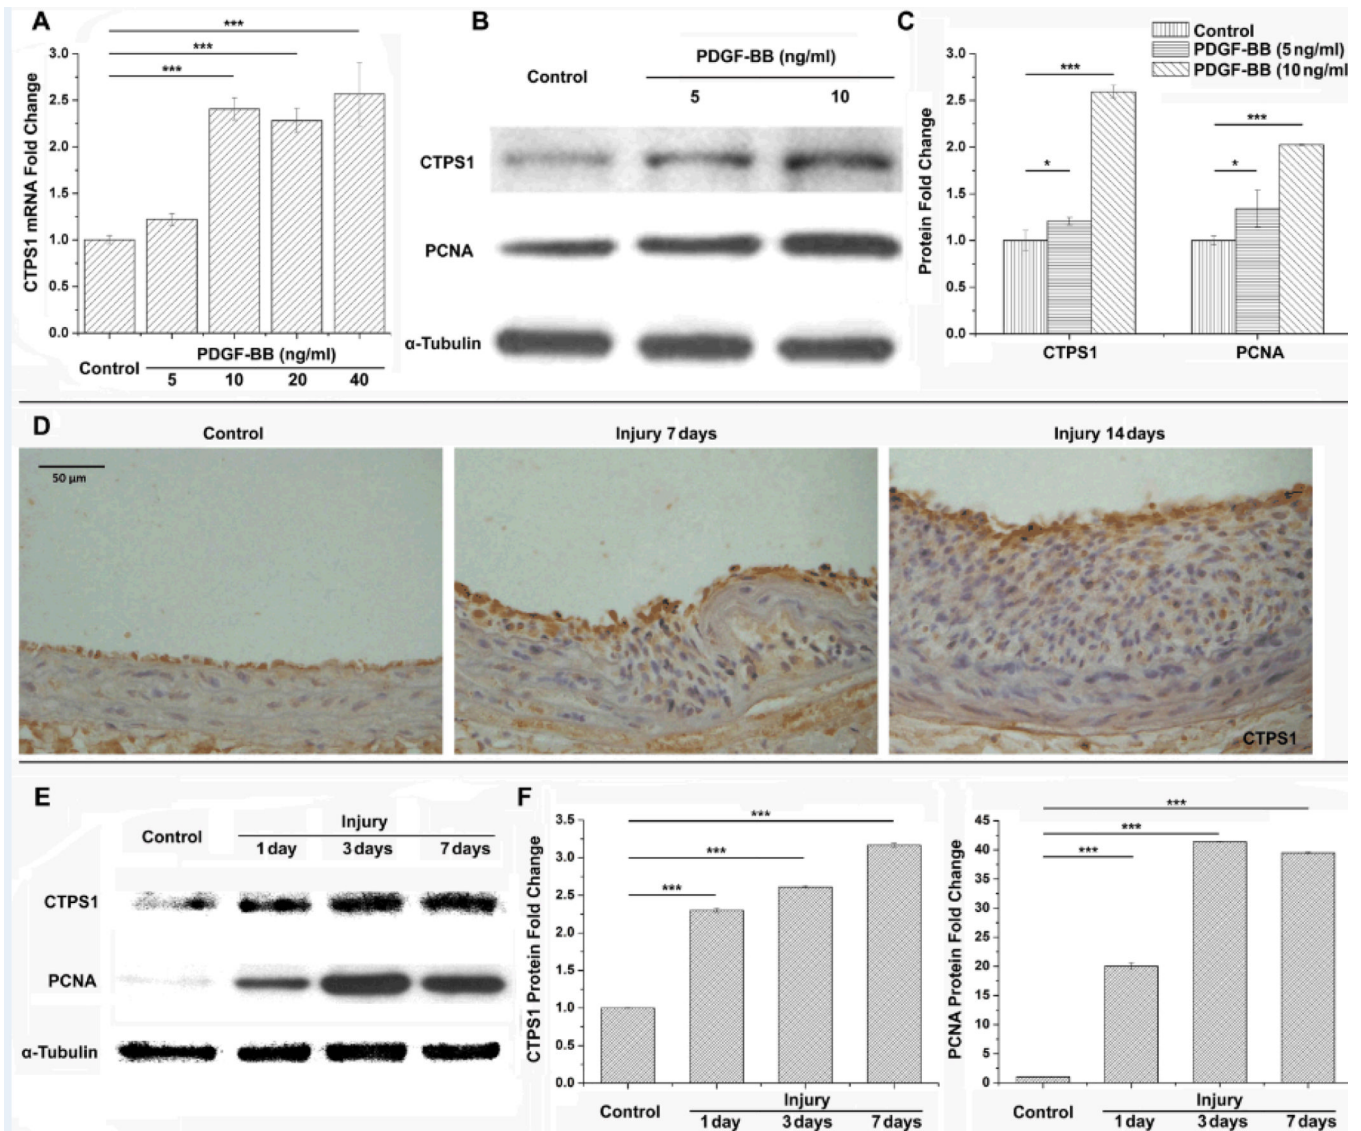 A
***
***
***
CTPS1 mRNA Fold Change
3.0
2.5
2.0
1.5
1.0
0.5
0.0
Control
PDGF-BB (ng/ml)
5 10 20 40
B
Control
PDGF-BB (ng/ml)
5 10
CTPS1
PCNA
α-Tubulin
C
Control
PDGF-BB (5 ng/ml)
PDGF-BB (10 ng/ml
Protein Fold Change
3.0
2.5
2.0
1.5
1.0
0.5
0.0
***
*
***
*
CTPS1 PCNA
D
Control Injury 7 days Injury 14 days
50 µm
CTPS1
E
Control
Injury
1 day 3 days 7 days
CTPS1
PCNA
α-Tubulin
F
CTPS1 Protein Fold Change
3.5
3.0
2.5
2.0
1.5
1.0
0.5
0.0
***
***
***
Control
Injury
1 day 3 days 7 days
PCNA Protein Fold Change
45
40
35
30
25
20
15
10
5
0
***
***
***
Control
Injury
1 day 3 days 7 days